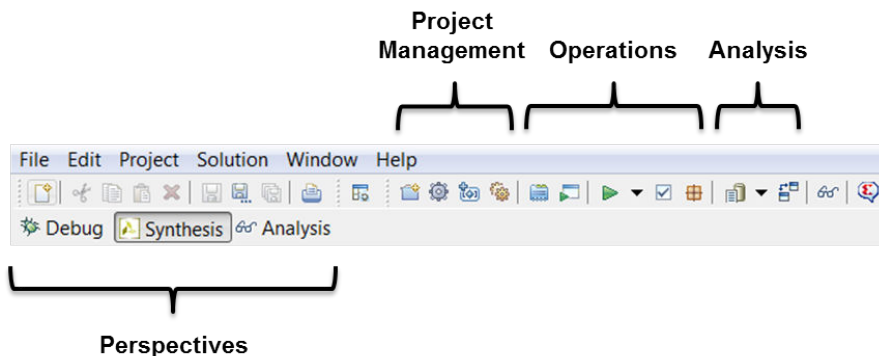 Project
Management Operations Analysis
File Edit Project Solution Window Help
Debug Synthesis Analysis
Perspectives